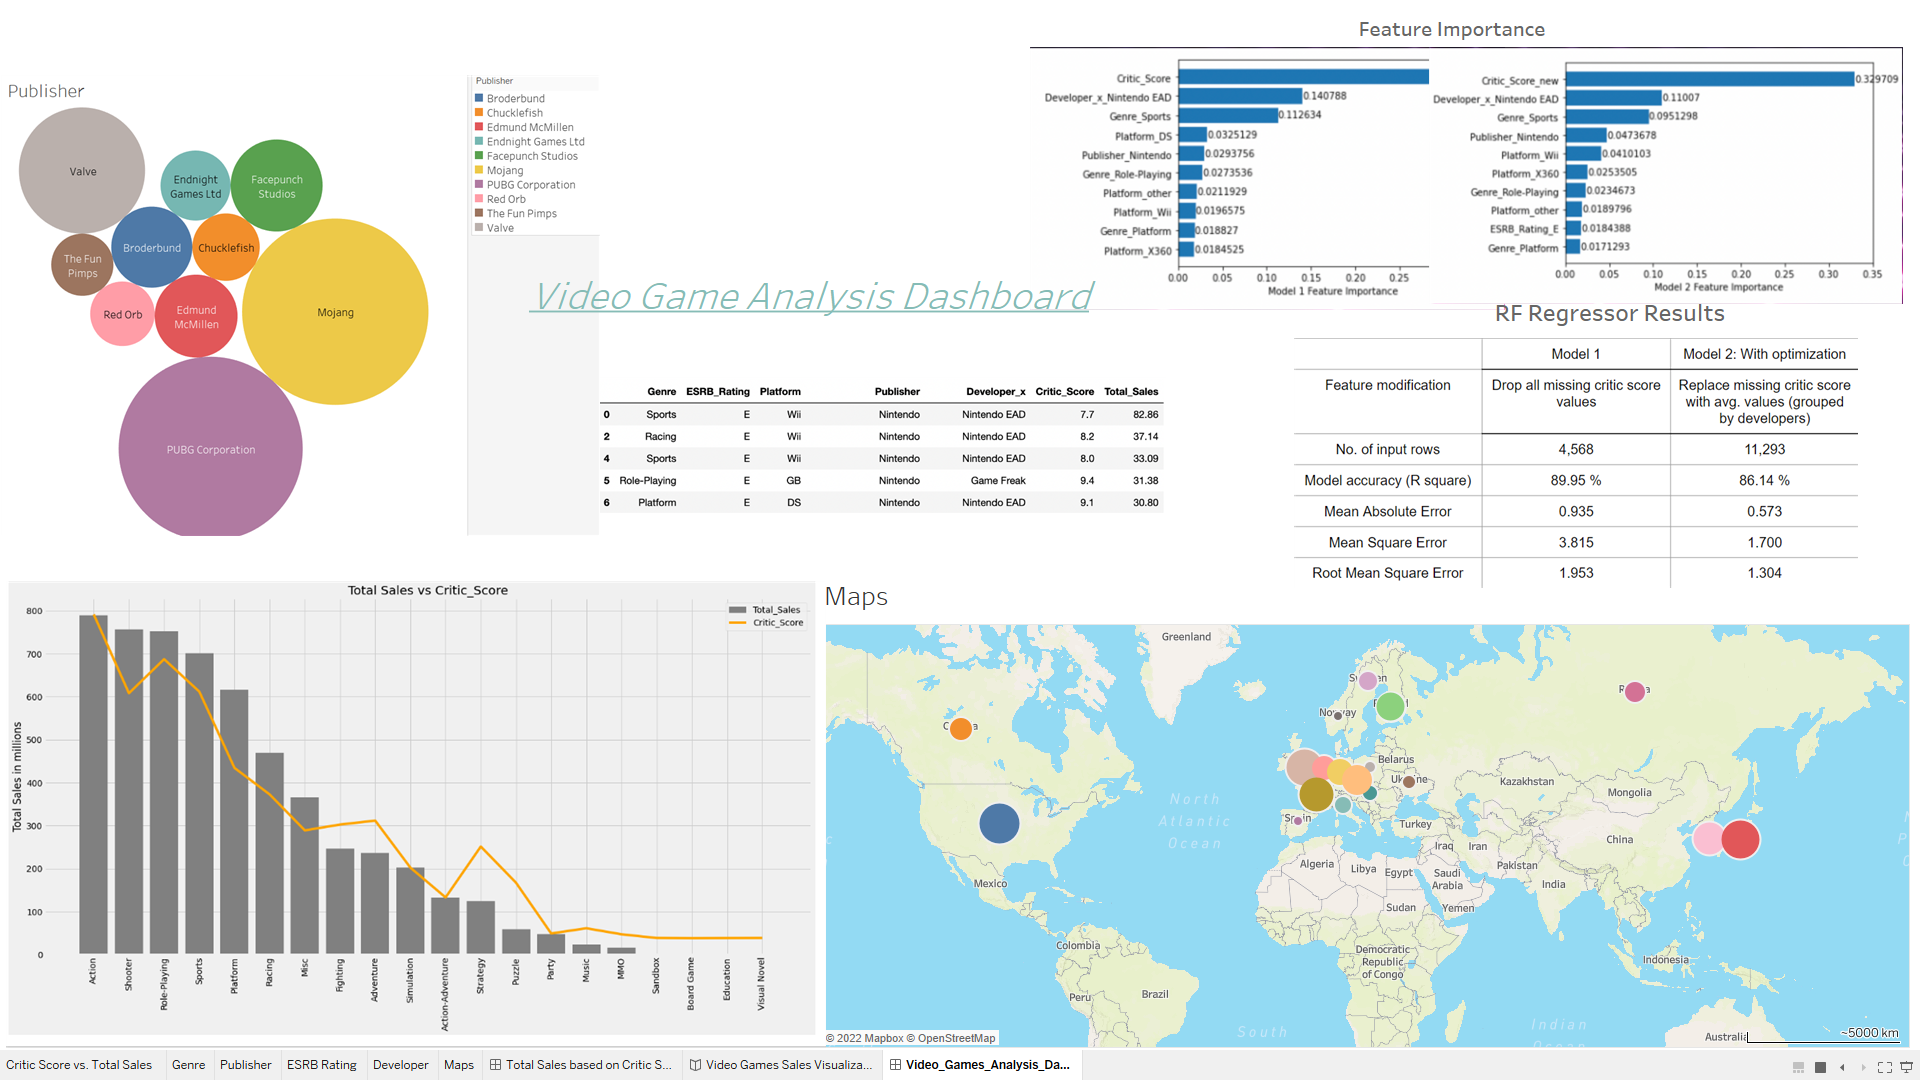 Publisher
Valve
Endnight
Games Ltd
Facepunch
Studios
Broderbund
Chucklefish
The Fun
Pimps
Red Orb
Edmund
McMillen
Mojang
PUBG Corporation
Publisher
Broderbund
Chucklefish
Edmund McMillen
Endnight Games Ltd
Facepunch Studios
Mojang
PUBG Corporation
Red Orb
The Fun Pimps
Valve
Video Game Analysis Dashboard
Feature Importance
Critic_Score
Developer_x_Nintendo EAD 0.140788
Genre_Sports 0.112634
Platform_DS 0.0325129
Publisher_Nintendo 0.0293756
Genre_Role-Playing 0.0273536
Platform_other 0.0211929
Platform_Wii 0.0196575
Genre_Platform 0.018827
Platform_X360 0.0184525
0.00 0.05 0.10 0.15 0.20 0.25
Model 1 Feature Importance
Critic_Score_new 0.329709
Developer_x_Nintendo EAD 0.11007
Genre_Sports 0.0951298
Publisher_Nintendo 0.0473678
Platform_Wii 0.0410103
Platform_X360 0.0253505
Genre_Role-Playing 0.0234673
Platform_other 0.0189796
ESRB_Rating_E 0.0184388
Genre_Platform 0.0171293
0.00 0.05 0.10 0.15 0.20 0.25 0.30 0.35
Model 2 Feature Importance
RF Regressor Results
Model 1 Model 2: With optimization
Feature modification Drop all missing critic score values Replace missing critic score with avg. values (grouped by developers)
No. of input rows 4,568 11,293
Model accuracy (R square) 89.95 % 86.14 %
Mean Absolute Error 0.935 0.573
Mean Square Error 3.815 1.700
Root Mean Square Error 1.953 1.304
Genre ESRB_Rating Platform Publisher Developer_x Critic_Score Total_Sales
0 Sports E Wii Nintendo Nintendo EAD 7.7 82.86
2 Racing E Wii Nintendo Nintendo EAD 8.2 37.14
4 Sports E Wii Nintendo Nintendo EAD 8.0 33.09
5 Role-Playing E GB Nintendo Game Freak 9.4 31.38
6 Platform E DS Nintendo Nintendo EAD 9.1 30.80
Total Sales vs Critic_Score
Total_Sales
Critic_Score
Total Sales in millions
800
700
600
500
400
300
200
100
0
Action
Shooter
Role-Playing
Sports
Platform
Racing
Misc
Fighting
Adventure
Simulation
Action-Adventure
Strategy
Puzzle
Party
Music
MMO
Sandbox
Board Game
Education
Visual Novel
Maps
Greenland
Norway
Belarus
Kazakhstan
Mongolia
North
Atlantic
Ocean
Turkey
China
Iraq
Iran
Algeria
Libya
Egypt
Pakistan
Saudi
Arabia
India
Mexico
Sudan
Yemen
Colombia
Democratic
Republic
of Congo
Indonesia
Peru
Brazil
South
Indian
Australia
~5000 km
© 2022 Mapbox © OpenStreetMap
Critic Score vs. Total Sales Genre Publisher ESRB Rating Developer Maps Total Sales based on Critic S... Video Games Sales Visualiza... Video_Games_Analysis_Da...